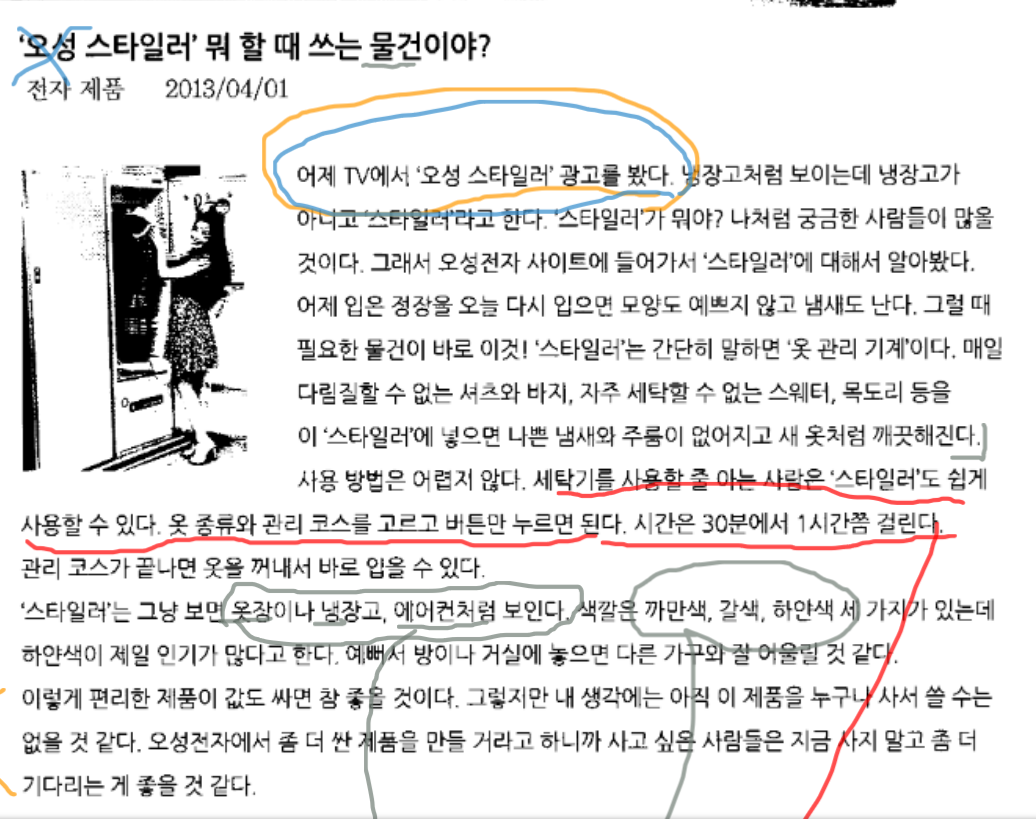 '오성 스타일러' 뭐 할 때 쓰는 물건이야?
전자 제품 2013/04/01
어제 TV에서 '오성 스타일러' 광고를 봤다. 냉장고처럼 보이는데 냉장고가
아니고 '스타일러'라고 한다. '스타일러'가 뭐야? 나처럼 궁금한 사람들이 많을
것이다. 그래서 오성전자 사이트에 들어가서 '스타일러'에 대해서 알아봤다.
어제 입은 정장을 오늘 다시 입으면 모양도 예쁘지 않고 냄새도 난다. 그럴 때
필요한 물건이 바로 이것! '스타일러'는 간단히 말하면 '옷 관리 기계'이다. 매일
다림질할 수 없는 셔츠와 바지, 자주 세탁할 수 없는 스웨터, 목도리 등을
이 '스타일러'에 넣으면 나쁜 냄새와 주름이 없어지고 새 옷처럼 깨끗해진다.
사용 방법은 어렵지 않다. 세탁기를 사용할 줄 아는 사람은 '스타일러'도 쉽게
사용할 수 있다. 옷 종류와 관리 코스를 고르고 버튼만 누르면 된다. 시간은 30분에서 1시간쯤 걸린다.
관리 코스가 끝나면 옷을 꺼내서 바로 입을 수 있다.
'스타일러'는 그냥 보면 옷장이나 냉장고, 에어컨처럼 보인다. 색깔은 까만색, 갈색, 하얀색 세 가지가 있는데
하얀색이 제일 인기가 많다고 한다. 예뻐서 방이나 거실에 놓으면 다른 가구와 잘 어울릴 것 같다.
이렇게 편리한 제품이 값도 싸면 참 좋을 것이다. 그렇지만 내 생각에는 아직 이 제품을 누구나 사서 쓸 수는
없을 것 같다. 오성전자에서 좀 더 싼 제품을 만들 거라고 하니까 사고 싶은 사람들은 지금 사지 말고 좀 더
기다리는 게 좋을 것 같다.